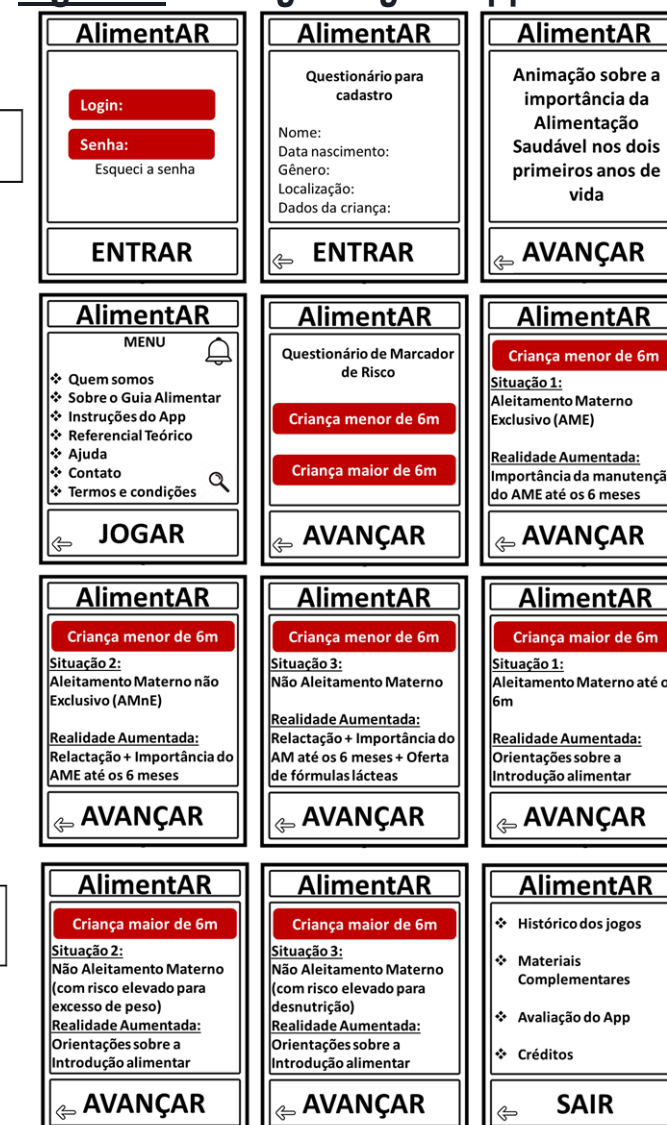 AlimentAR
Login:
Senha:
Esqueci a senha
ENTRAR
AlimentAR
Questionário para
cadastro
Nome:
Data nascimento:
Gênero:
Localização:
Dados da criança:
ENTRAR
AlimentAR
Animação sobre a
importância da
Alimentação
Saudável nos dois
primeiros anos de
vida
AVANÇAR
AlimentAR
MENU
Quem somos
Sobre o Guia Alimentar
Instruções do App
Referencial Teórico
Ajuda
Contato
Termos e condições
JOGAR
AlimentAR
Questionário de Marcador
de Risco
Criança menor de 6m
Criança maior de 6m
AVANÇAR
AlimentAR
Criança menor de 6m
Situação 1:
Aleitamento Materno
Exclusivo (AME)
Realidade Aumentada:
Importância da manutençã
do AME até os 6 meses
AVANÇAR
AlimentAR
Criança menor de 6m
Situação 2:
Aleitamento Materno não
Exclusivo (AMnE)
Realidade Aumentada:
Relactação + Importância do
AME até os 6 meses
AVANÇAR
AlimentAR
Criança menor de 6m
Situação 3:
Não Aleitamento Materno
Realidade Aumentada:
Relactação + Importância do
AM até os 6 meses + Oferta
de fórmulas lácteas
AVANÇAR
AlimentAR
Criança maior de 6m
Situação 1:
Aleitamento Materno até o
6m
Realidade Aumentada:
Orientações sobre a
Introdução alimentar
AVANÇAR
AlimentAR
Criança maior de 6m
Situação 2:
Não Aleitamento Materno
(com risco elevado para
excesso de peso)
Realidade Aumentada:
Orientações sobre a
Introdução alimentar
AVANÇAR
AlimentAR
Criança maior de 6m
Situação 3:
Não Aleitamento Materno
(com risco elevado para
desnutrição)
Realidade Aumentada:
Orientações sobre a
Introdução alimentar
AVANÇAR
AlimentAR
Histórico dos jogos
Materiais
Complementares
Avaliação do App
Créditos
SAIR